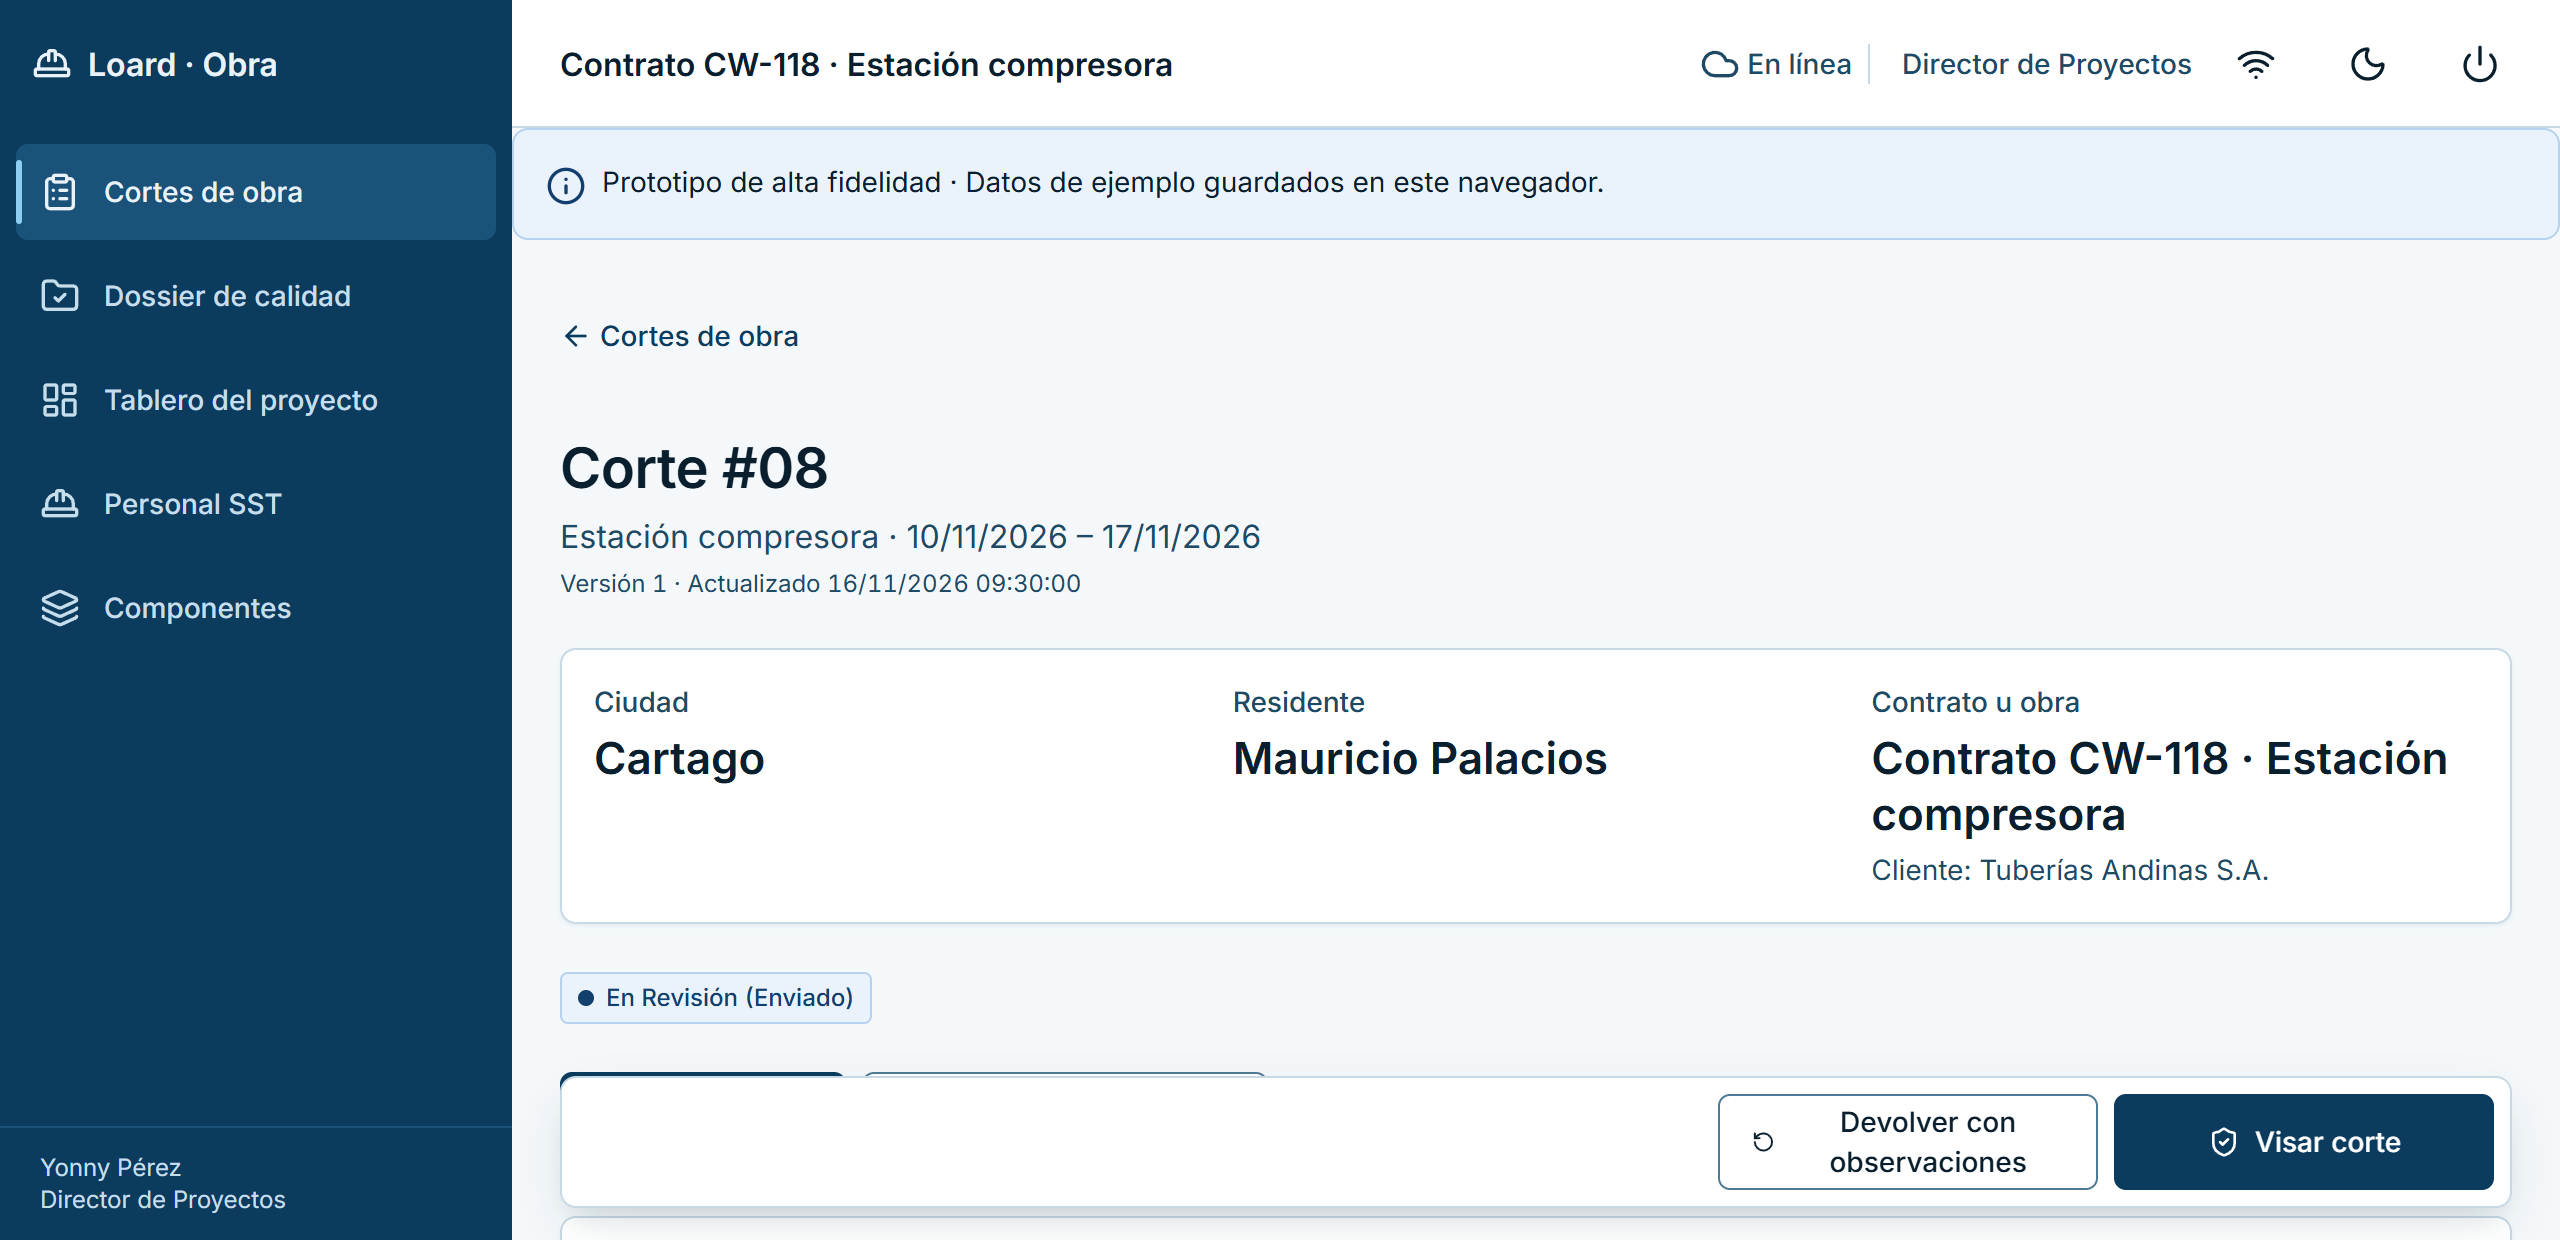 Loard · Obra
Contrato CW-118 · Estación compresora
En línea
Director de Proyectos
Cortes de obra
Dossier de calidad
Tablero del proyecto
Personal SST
Componentes
Yonny Pérez
Director de Proyectos
Prototipo de alta fidelidad · Datos de ejemplo guardados en este navegador.
Cortes de obra
Corte #08
Estación compresora · 10/11/2026 – 17/11/2026
Versión 1 · Actualizado 16/11/2026 09:30:00
Ciudad
Cartago
Residente
Mauricio Palacios
Contrato u obra
Contrato CW-118 · Estación
compresora
Cliente: Tuberías Andinas S.A.
En Revisión (Enviado)
Devolver con
observaciones
Visar corte